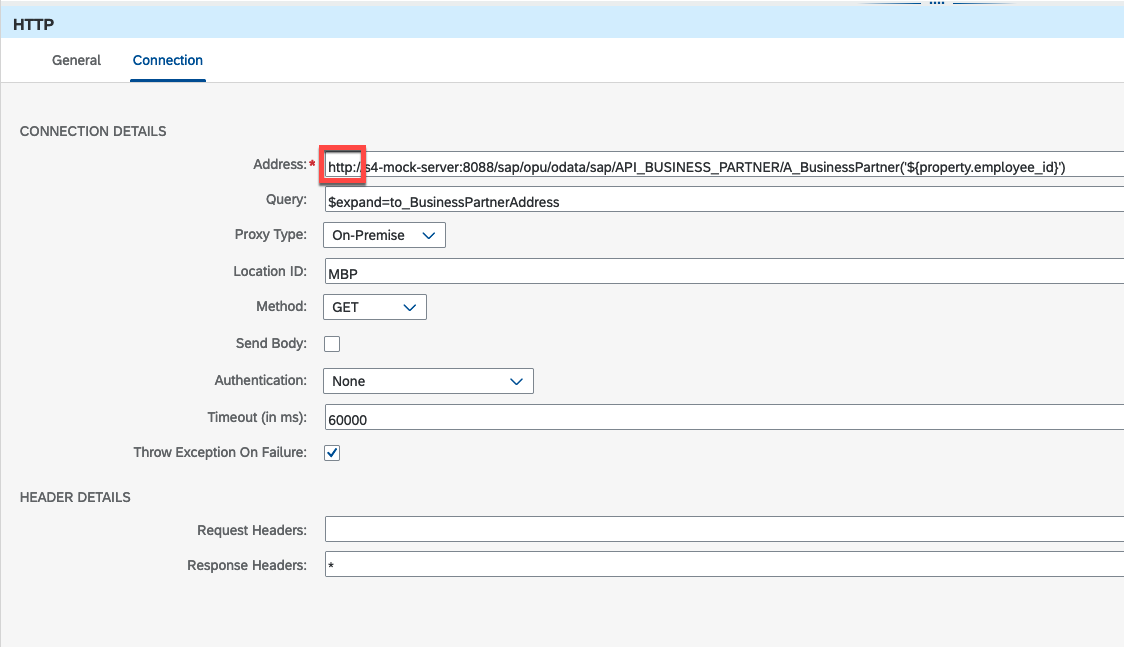 HTTP
General Connection
CONNECTION DETAILS
Address:* http://s4-mock-server:8088/sap/opu/odata/sap/API_BUSINESS_PARTNER/A_BusinessPartner('${property.employee_id}')
Query: $expand=to_BusinessPartnerAddress
Proxy Type: On-Premise
Location ID: MBP
Method: GET
Send Body:
Authentication: None
Timeout (in ms): 60000
Throw Exception On Failure:
HEADER DETAILS
Request Headers:
Response Headers: *